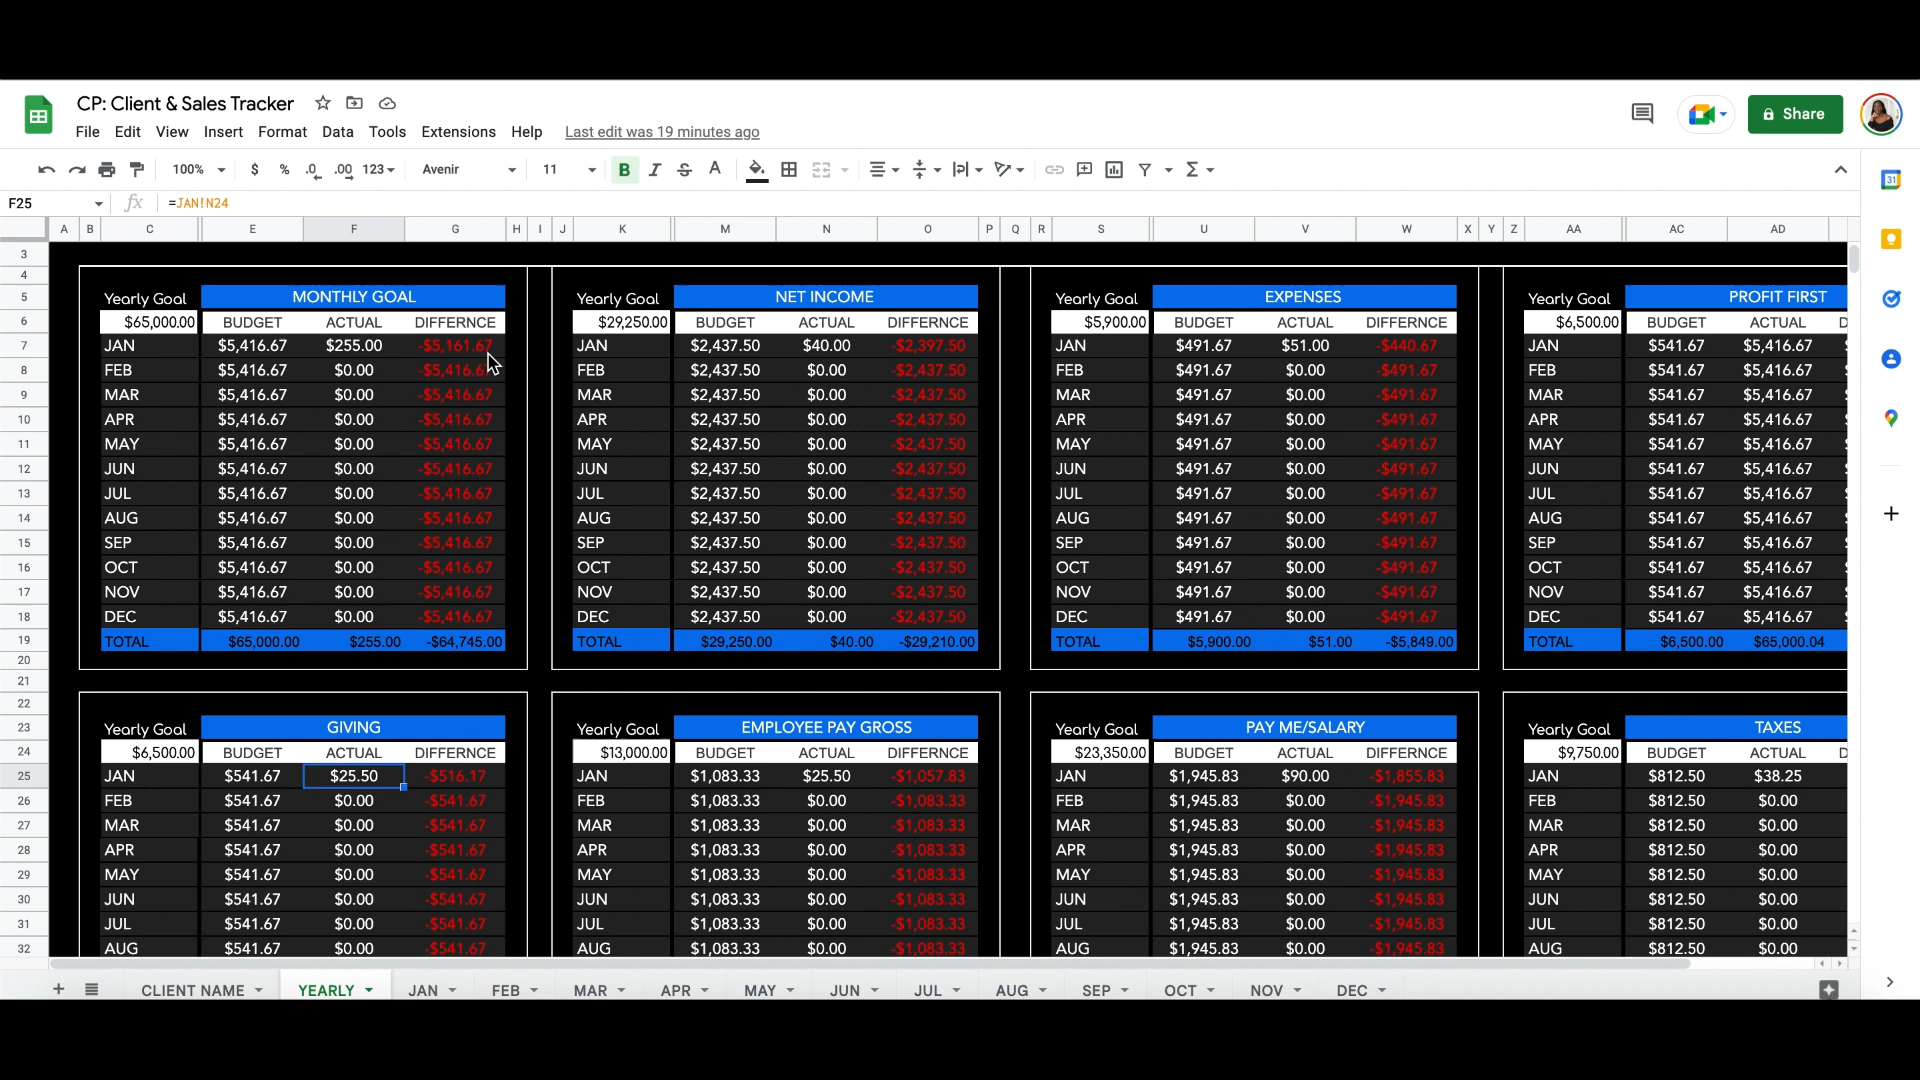 CP: Client & Sales Tracker
File Edit View Insert Format Data Tools Extensions Help Last edit was 19 minutes ago
Share
100% $ % .0 .00 123 Avenir 11 B I S A
F25 fx =JAN!N24
A B C E F G H I J K M N O P Q R S U V W X Y Z AA AC AD
3
4
5 Yearly Goal MONTHLY GOAL Yearly Goal NET INCOME Yearly Goal EXPENSES Yearly Goal PROFIT FIRST
6 $65,000.00 BUDGET ACTUAL DIFFERNCE $29,250.00 BUDGET ACTUAL DIFFERNCE $5,900.00 BUDGET ACTUAL DIFFERNCE $6,500.00 BUDGET ACTUAL D
7 JAN $5,416.67 $255.00 -$5,161.67 JAN $2,437.50 $40.00 -$2,397.50 JAN $491.67 $51.00 -$440.67 JAN $541.67 $5,416.67
8 FEB $5,416.67 $0.00 -$5,416.67 FEB $2,437.50 $0.00 -$2,437.50 FEB $491.67 $0.00 -$491.67 FEB $541.67 $5,416.67
9 MAR $5,416.67 $0.00 -$5,416.67 MAR $2,437.50 $0.00 -$2,437.50 MAR $491.67 $0.00 -$491.67 MAR $541.67 $5,416.67
10 APR $5,416.67 $0.00 -$5,416.67 APR $2,437.50 $0.00 -$2,437.50 APR $491.67 $0.00 -$491.67 APR $541.67 $5,416.67
11 MAY $5,416.67 $0.00 -$5,416.67 MAY $2,437.50 $0.00 -$2,437.50 MAY $491.67 $0.00 -$491.67 MAY $541.67 $5,416.67
12 JUN $5,416.67 $0.00 -$5,416.67 JUN $2,437.50 $0.00 -$2,437.50 JUN $491.67 $0.00 -$491.67 JUN $541.67 $5,416.67
13 JUL $5,416.67 $0.00 -$5,416.67 JUL $2,437.50 $0.00 -$2,437.50 JUL $491.67 $0.00 -$491.67 JUL $541.67 $5,416.67
14 AUG $5,416.67 $0.00 -$5,416.67 AUG $2,437.50 $0.00 -$2,437.50 AUG $491.67 $0.00 -$491.67 AUG $541.67 $5,416.67
15 SEP $5,416.67 $0.00 -$5,416.67 SEP $2,437.50 $0.00 -$2,437.50 SEP $491.67 $0.00 -$491.67 SEP $541.67 $5,416.67
16 OCT $5,416.67 $0.00 -$5,416.67 OCT $2,437.50 $0.00 -$2,437.50 OCT $491.67 $0.00 -$491.67 OCT $541.67 $5,416.67
17 NOV $5,416.67 $0.00 -$5,416.67 NOV $2,437.50 $0.00 -$2,437.50 NOV $491.67 $0.00 -$491.67 NOV $541.67 $5,416.67
18 DEC $5,416.67 $0.00 -$5,416.67 DEC $2,437.50 $0.00 -$2,437.50 DEC $491.67 $0.00 -$491.67 DEC $541.67 $5,416.67
19 TOTAL $65,000.00 $255.00 -$64,745.00 TOTAL $29,250.00 $40.00 -$29,210.00 TOTAL $5,900.00 $51.00 -$5,849.00 TOTAL $6,500.00 $65,000.04
20
21
22
23 Yearly Goal GIVING Yearly Goal EMPLOYEE PAY GROSS Yearly Goal PAY ME/SALARY Yearly Goal TAXES
24 $6,500.00 BUDGET ACTUAL DIFFERNCE $13,000.00 BUDGET ACTUAL DIFFERNCE $23,350.00 BUDGET ACTUAL DIFFERNCE $9,750.00 BUDGET ACTUAL D
25 JAN $541.67 $25.50 -$516.17 JAN $1,083.33 $25.50 -$1,057.83 JAN $1,945.83 $90.00 -$1,855.83 JAN $812.50 $38.25
26 FEB $541.67 $0.00 -$541.67 FEB $1,083.33 $0.00 -$1,083.33 FEB $1,945.83 $0.00 -$1,945.83 FEB $812.50 $0.00
27 MAR $541.67 $0.00 -$541.67 MAR $1,083.33 $0.00 -$1,083.33 MAR $1,945.83 $0.00 -$1,945.83 MAR $812.50 $0.00
28 APR $541.67 $0.00 -$541.67 APR $1,083.33 $0.00 -$1,083.33 APR $1,945.83 $0.00 -$1,945.83 APR $812.50 $0.00
29 MAY $541.67 $0.00 -$541.67 MAY $1,083.33 $0.00 -$1,083.33 MAY $1,945.83 $0.00 -$1,945.83 MAY $812.50 $0.00
30 JUN $541.67 $0.00 -$541.67 JUN $1,083.33 $0.00 -$1,083.33 JUN $1,945.83 $0.00 -$1,945.83 JUN $812.50 $0.00
31 JUL $541.67 $0.00 -$541.67 JUL $1,083.33 $0.00 -$1,083.33 JUL $1,945.83 $0.00 -$1,945.83 JUL $812.50 $0.00
32 AUG $541.67 $0.00 -$541.67 AUG $1,083.33 $0.00 -$1,083.33 AUG $1,945.83 $0.00 -$1,945.83 AUG $812.50 $0.00
CLIENT NAME YEARLY JAN FEB MAR APR MAY JUN JUL AUG SEP OCT NOV DEC